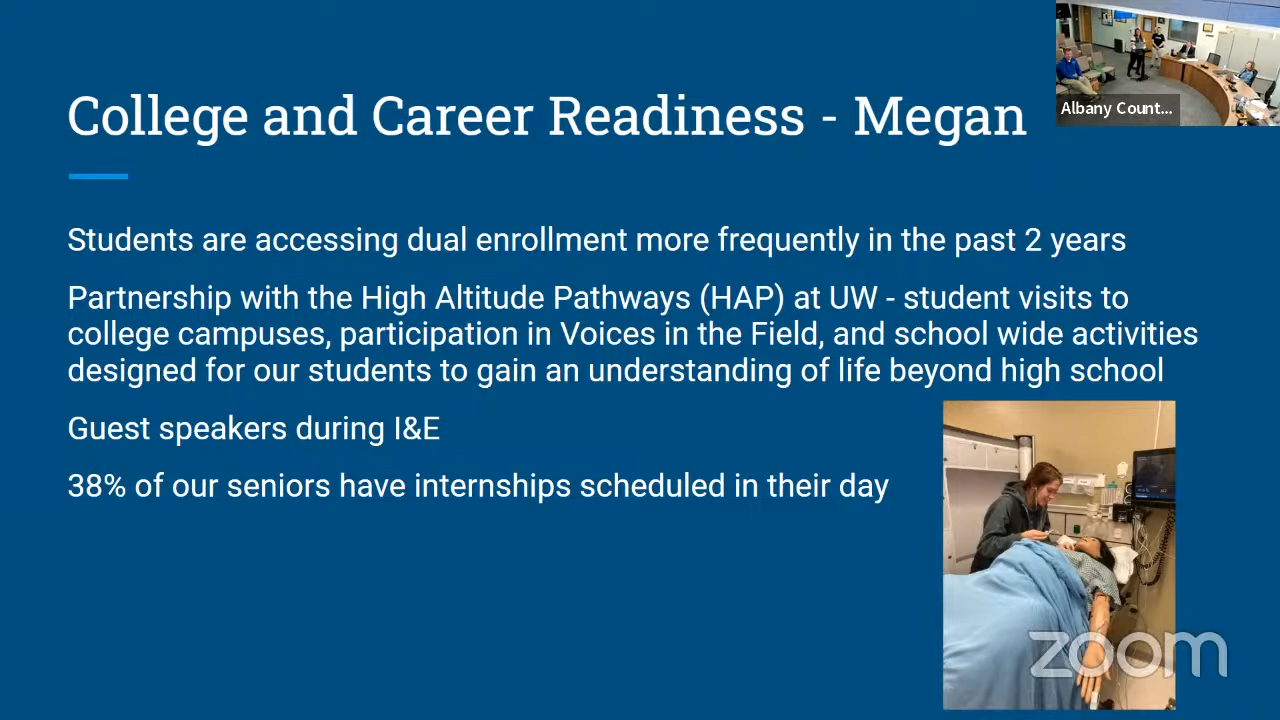 College and Career Readiness - Megan
Albany Count...
Students are accessing dual enrollment more frequently in the past 2 years
Partnership with the High Altitude Pathways (HAP) at UW - student visits to
college campuses, participation in Voices in the Field, and school wide activities
designed for our students to gain an understanding of life beyond high school
Guest speakers during I&E
38% of our seniors have internships scheduled in their day
zoom